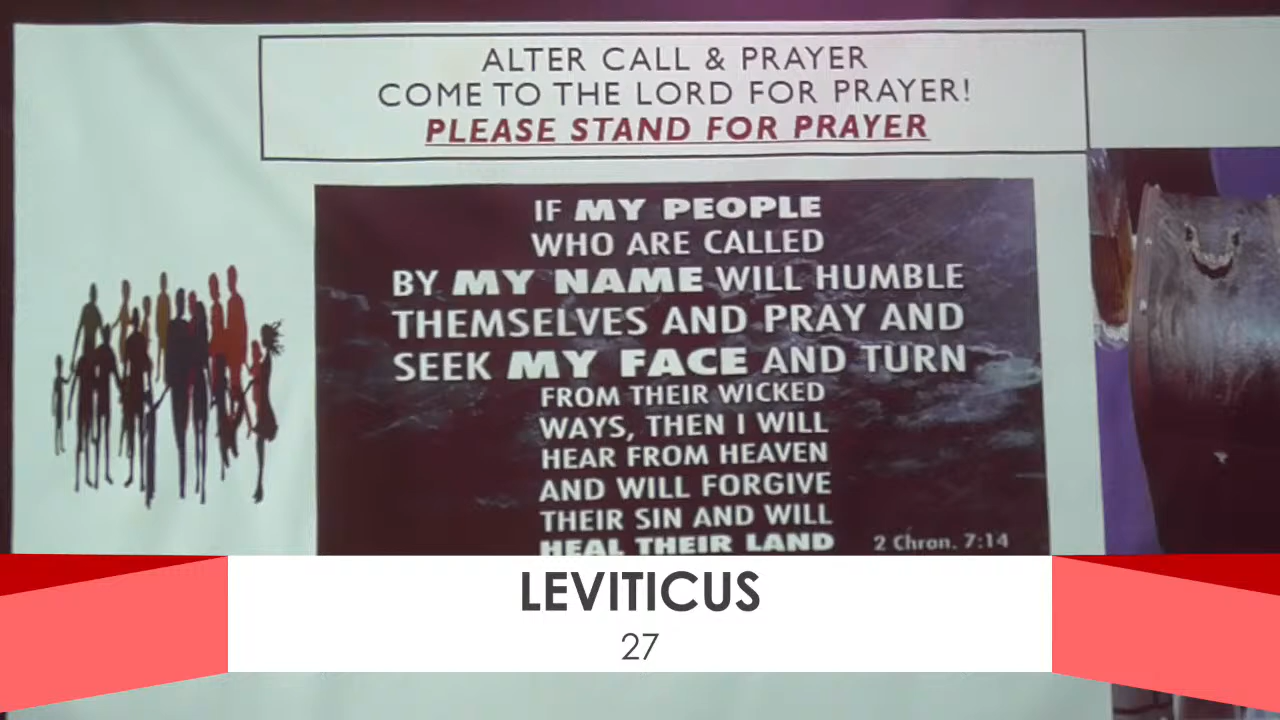 ALTER CALL & PRAYER
COME TO THE LORD FOR PRAYER!
PLEASE STAND FOR PRAYER
IF MY PEOPLE
WHO ARE CALLED
BY MY NAME WILL HUMBLE
THEMSELVES AND PRAY AND
SEEK MY FACE AND TURN
FROM THEIR WICKED
WAYS, THEN I WILL
HEAR FROM HEAVEN
AND WILL FORGIVE
THEIR SIN AND WILL
HEAL THEIR LAND
2 Chron. 7:14
LEVITICUS
27